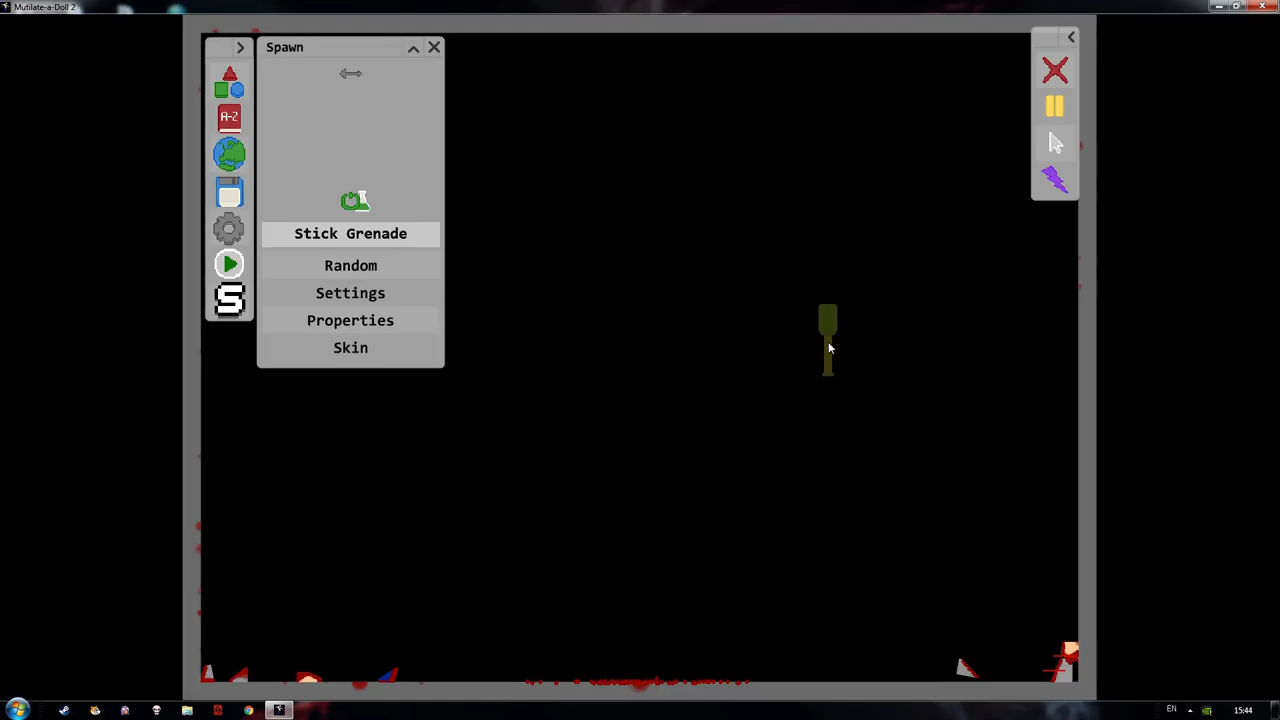 Mutilate-a-Doll 2
Spawn
A-Z
Stick Grenade
Random
Settings
Properties
Skin
S
EN
15:44